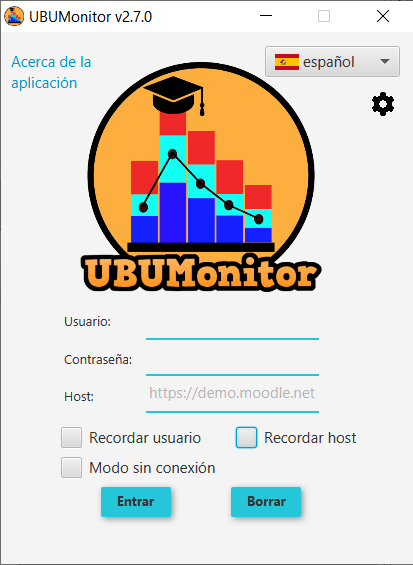 UBUMonitor v2.7.0
Acerca de la
aplicación
español
UBUMonitor
Usuario:
Contraseña:
Host:
https://demo.moodle.net
Recordar usuario
Recordar host
Modo sin conexión
Entrar
Borrar